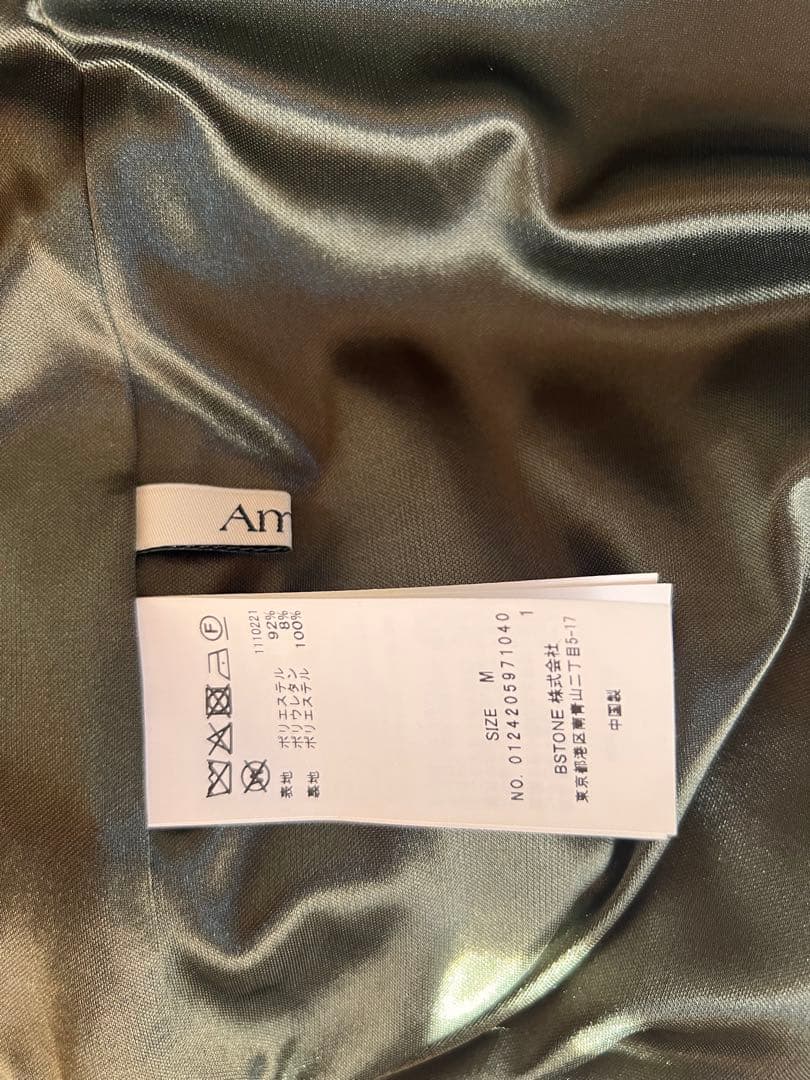 Am
1110221
表地 ポリエステル 92%
ポリウレタン 8%
裏地 ポリエステル 100%
SIZE M
NO. 0124205971040
1
BSTONE 株式会社
東京都港区南青山二丁目5-17
中国製